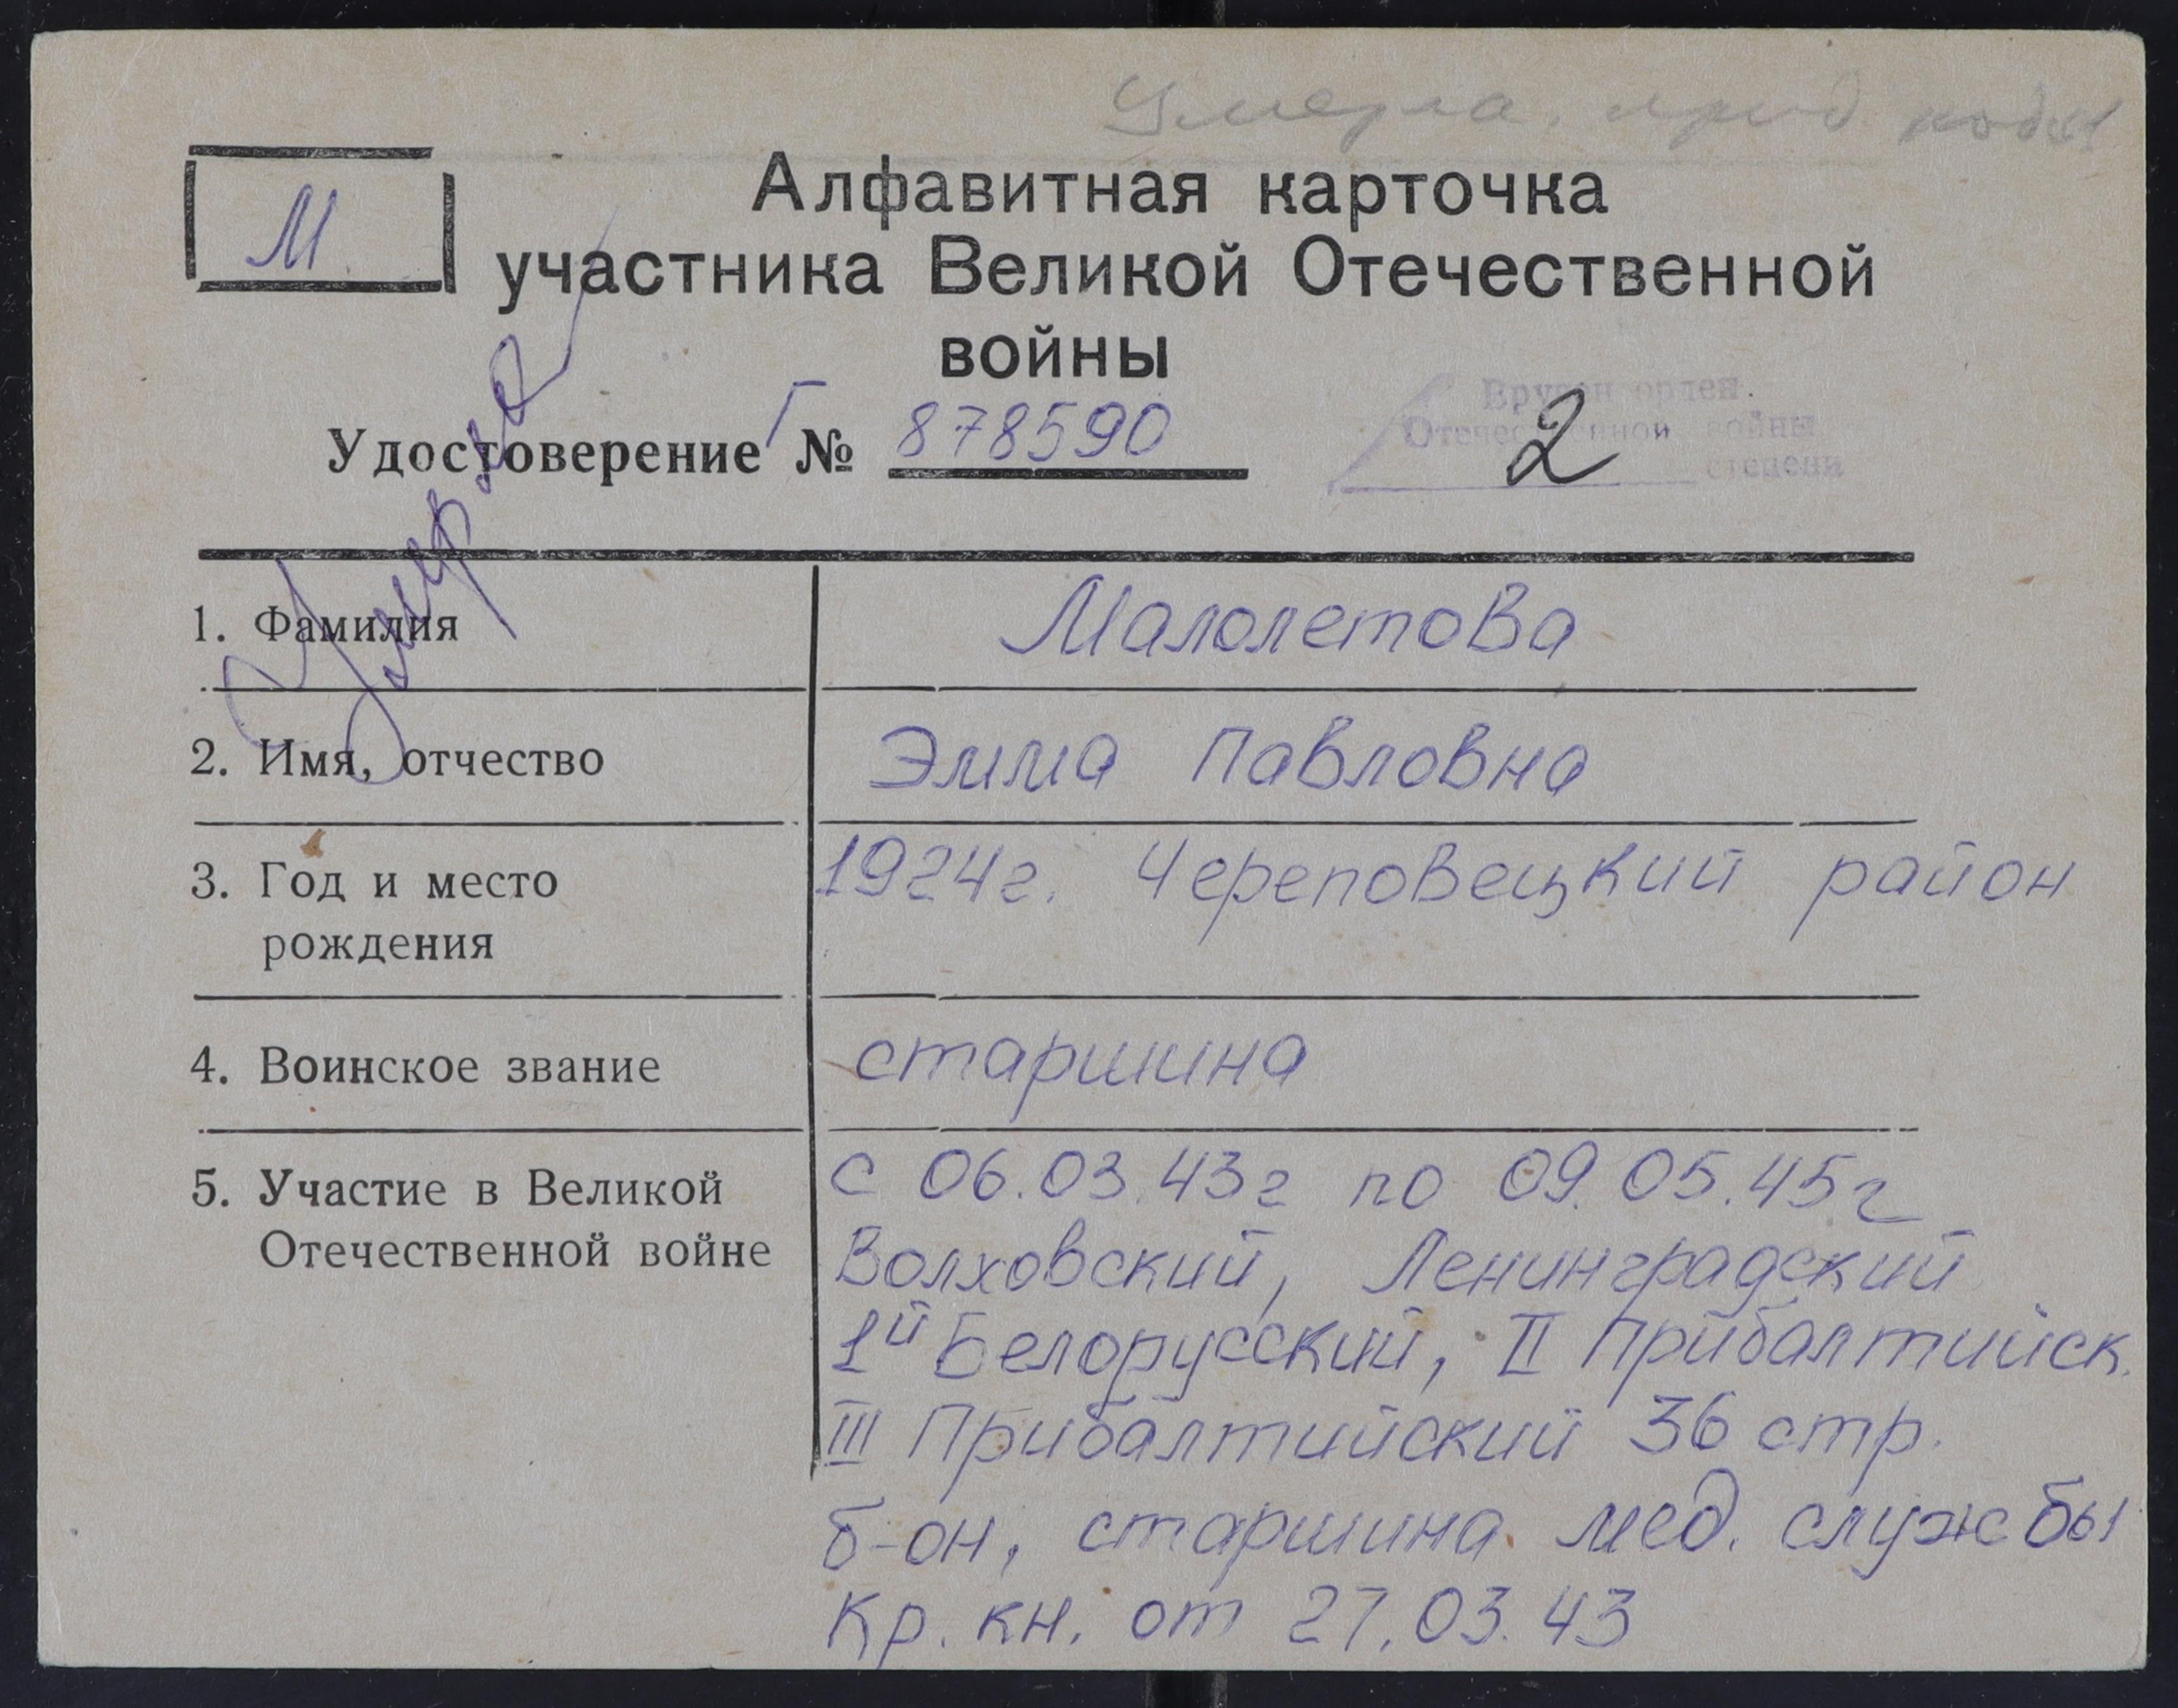 Умерла.
М
Алфавитная карточка
участника Великой Отечественной
войны
Умерла
Удостоверение Г № 878590
Вручен орден
Отечественной войны
2 степени
1. Фамилия Малолетова
2. Имя, отчество Эмма Павловна
3. Год и место рождения 1924г. Череповецкий район
4. Воинское звание старшина
5. Участие в Великой Отечественной войне с 06.03.43г по 09.05.45г
Волховский, Ленинградский
1й Белорусский, II Прибалтийск.
III Прибалтийский 36 стр.
б-он, старшина мед. службы
Кр. кн. от 27.03.43